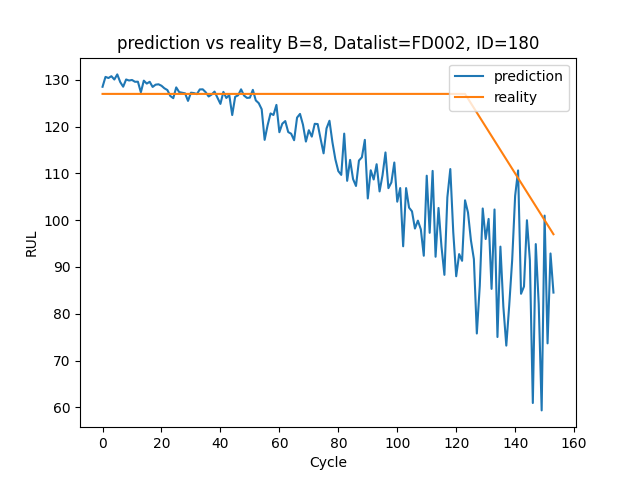 prediction vs reality B=8, Datalist=FD002, ID=180
prediction
reality
RUL
130
120
110
100
90
80
70
60
0 20 40 60 80 100 120 140 160
Cycle